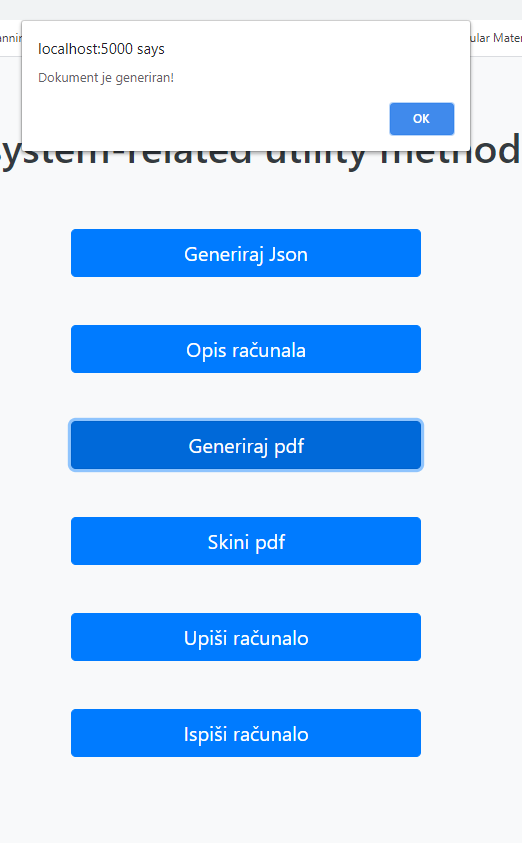 localhost:5000 says
Dokument je generiran!
OK
system-related utility method
Generiraj Json
Opis računala
Generiraj pdf
Skini pdf
Upiši računalo
Ispiši računalo